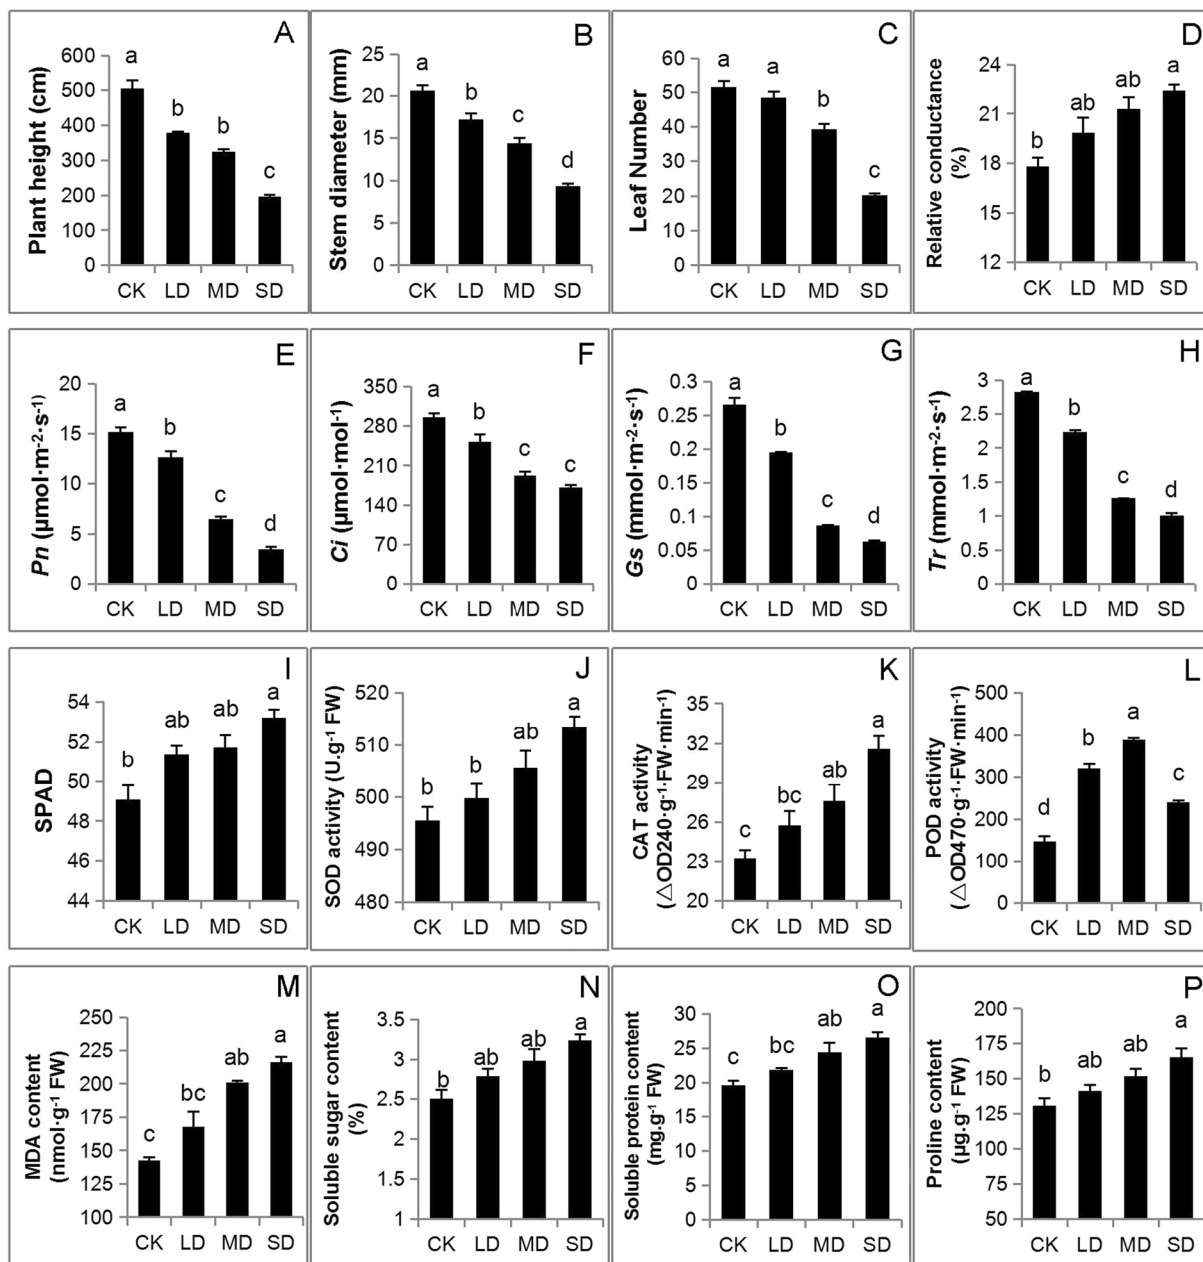 A
Plant height (cm)
600
500
400
300
200
100
0
a
b
b
c
CK LD MD SD
B
Stem diameter (mm)
25
20
15
10
5
0
a
b
c
d
CK LD MD SD
C
Leaf Number
60
50
40
30
20
10
0
a
a
b
c
CK LD MD SD
D
Relative conductance
(%)
24
21
18
15
12
b
ab
ab
a
CK LD MD SD
E
Pn (μmol·m⁻²·s⁻¹)
20
15
10
5
0
a
b
c
d
CK LD MD SD
F
Ci (μmol·mol⁻¹)
350
280
210
140
70
0
a
b
c
c
CK LD MD SD
G
Gs (mmol·m⁻²·s⁻¹)
0.3
0.25
0.2
0.15
0.1
0.05
0
a
b
c
d
CK LD MD SD
H
Tr (mmol·m⁻²·s⁻¹)
3
2.5
2
1.5
1
0.5
0
a
b
c
d
CK LD MD SD
I
SPAD
54
52
50
48
46
44
b
ab
ab
a
CK LD MD SD
J
SOD activity (U.g⁻¹ FW)
520
510
500
490
480
b
b
ab
a
CK LD MD SD
K
CAT activity
(△OD240·g⁻¹·FW·min⁻¹)
35
32
29
26
23
20
c
bc
ab
a
CK LD MD SD
L
POD activity
(△OD470·g⁻¹·FW·min⁻¹)
500
400
300
200
100
0
d
b
a
c
CK LD MD SD
M
MDA content
(nmol·g⁻¹ FW)
250
225
200
175
150
125
100
c
bc
ab
a
CK LD MD SD
N
Soluble sugar content
(%)
3.5
3
2.5
2
1.5
1
b
ab
ab
a
CK LD MD SD
O
Soluble protein content
(mg.g⁻¹ FW)
30
25
20
15
10
5
0
c
bc
ab
a
CK LD MD SD
P
Proline content
(μg.g⁻¹ FW)
200
175
150
125
100
75
50
b
ab
ab
a
CK LD MD SD